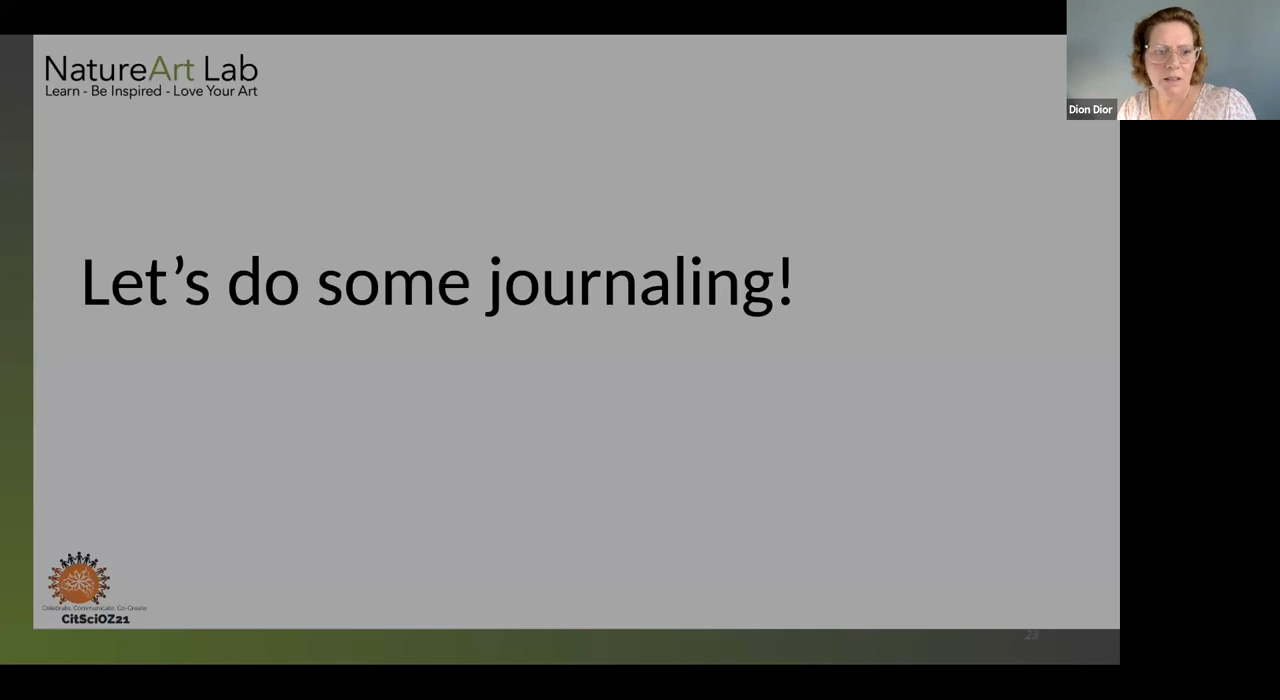 NatureArt Lab
Learn - Be Inspired - Love Your Art
Dion Dior
Let’s do some journaling!
Celebrate. Communicate. Co-Create.
CitSciOZ21
23